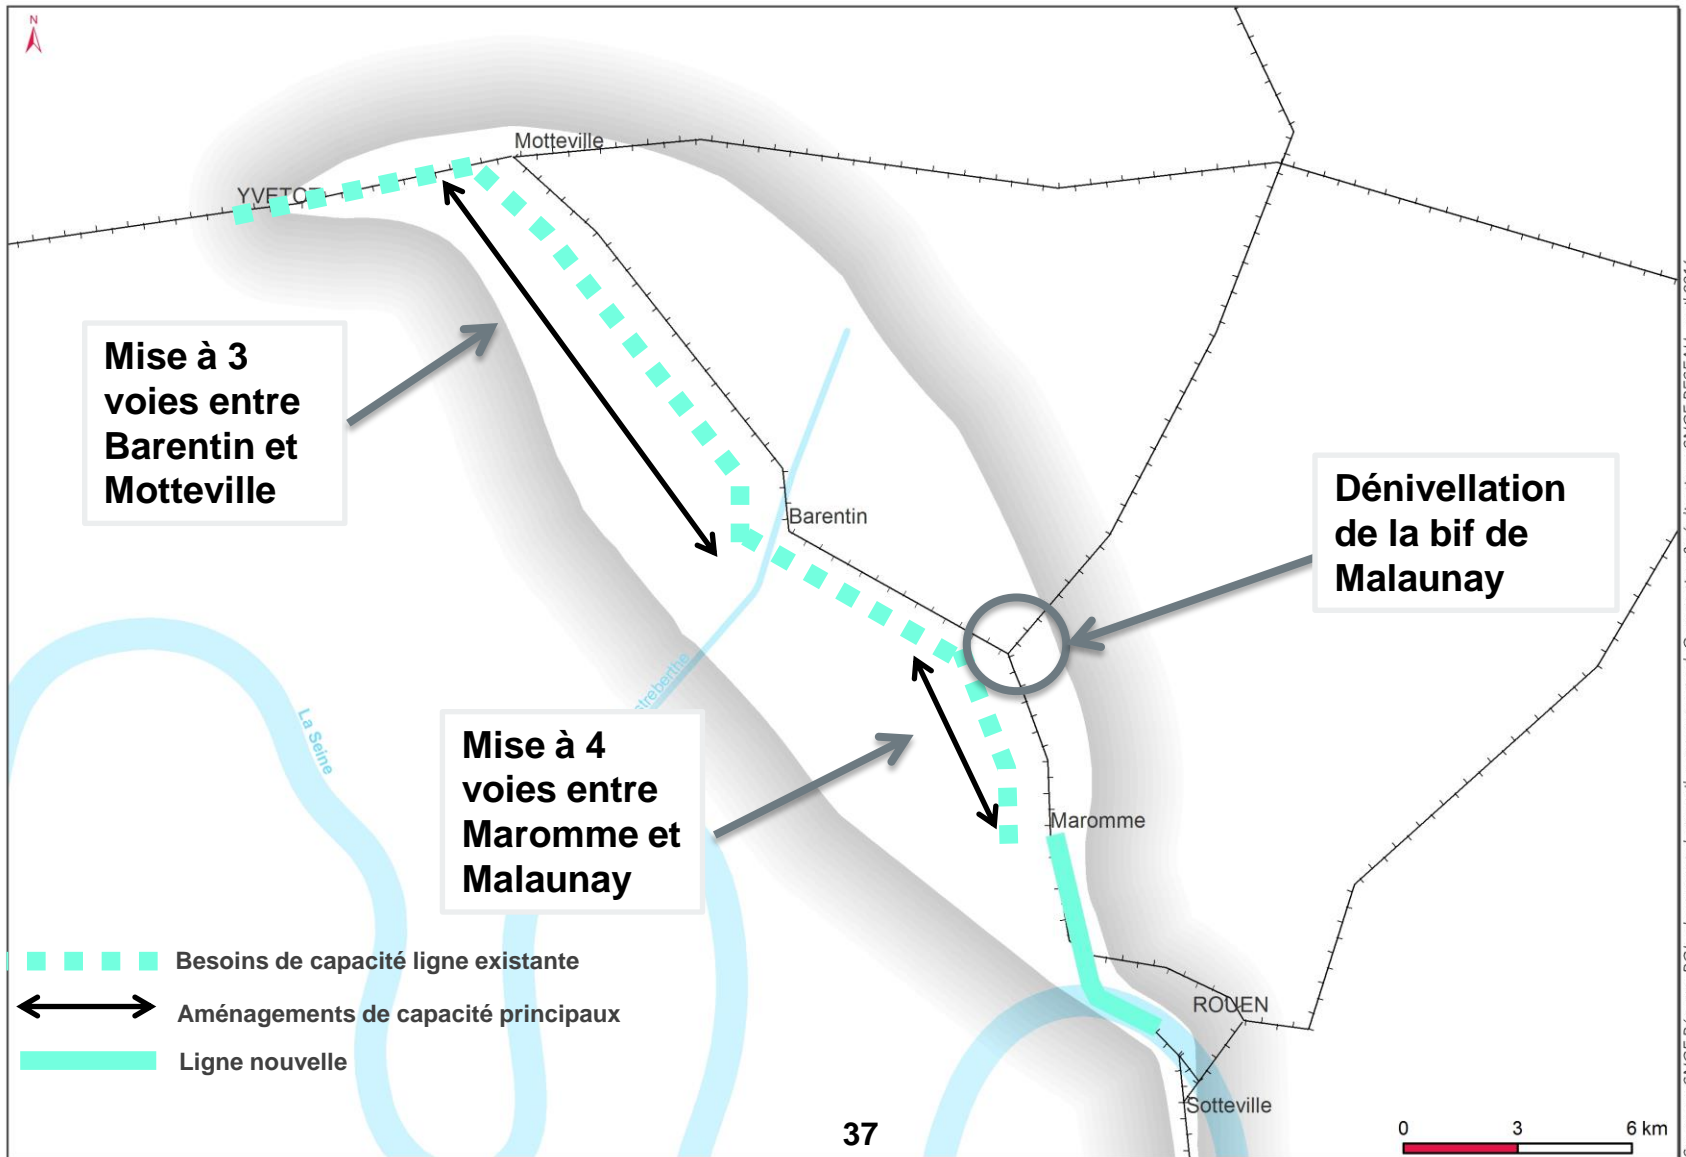 N
Motteville
YVETOT
Mise à 3
voies entre
Barentin et
Motteville
Barentin
Dénivellation
de la bif de
Malaunay
La Seine
Mise à 4
voies entre
Maromme et
Malaunay
Maromme
Besoins de capacité ligne existante
ROUEN
Aménagements de capacité principaux
Ligne nouvelle
Sotteville
37
0 3 6 km